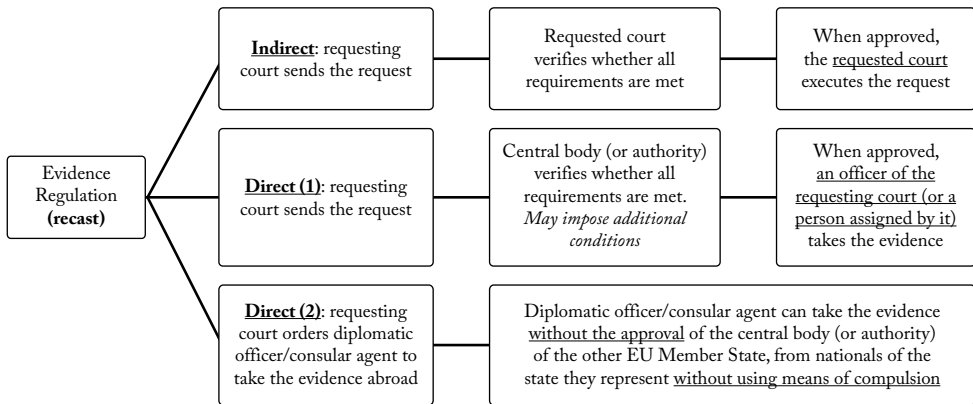 Evidence
Regulation
(recast)
Indirect: requesting
court sends the request
Requested court
verifies whether all
requirements are met
When approved,
the requested court
executes the request
Direct (1): requesting
court sends the request
Central body (or authority)
verifies whether all
requirements are met.
May impose additional
conditions
When approved,
an officer of the
requesting court (or a
person assigned by it)
takes the evidence
Direct (2): requesting
court orders diplomatic
officer/consular agent to
take the evidence abroad
Diplomatic officer/consular agent can take the evidence
without the approval of the central body (or authority)
of the other EU Member State, from nationals of the
state they represent without using means of compulsion